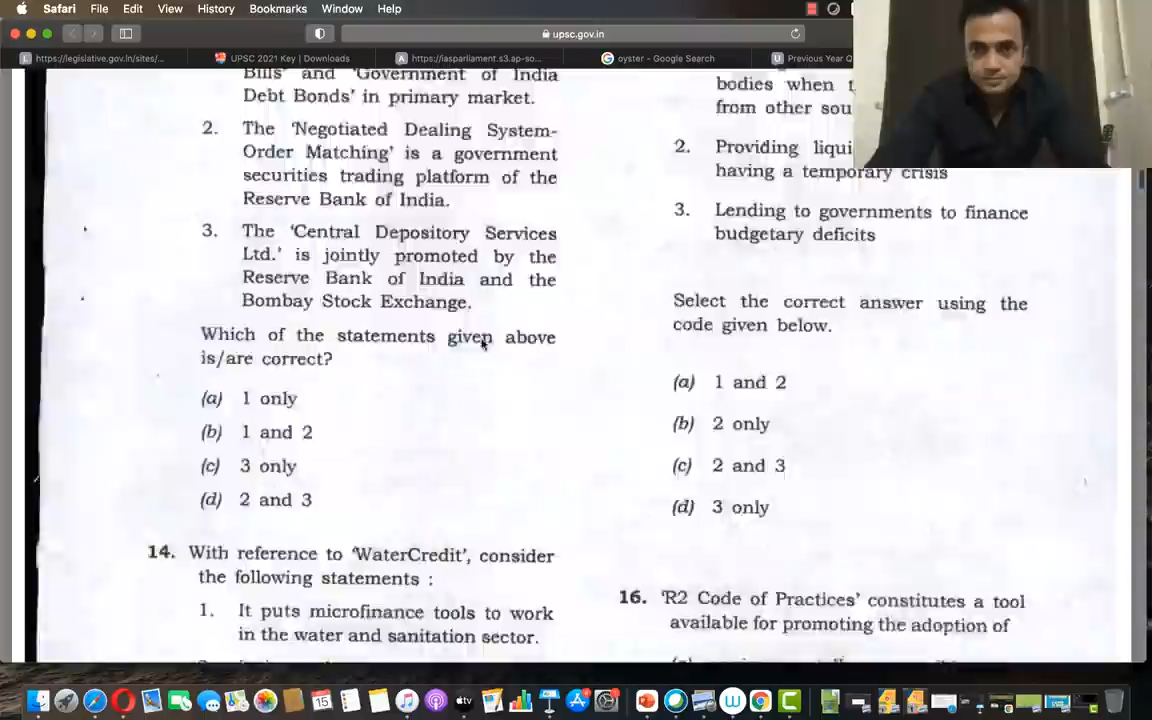 Safari File Edit View History Bookmarks Window Help
upsc.gov.in
https://legislative.gov.in/sites/...
UPSC 2021 Key | Downloads
https://iasparliament.s3.ap-so...
oyster - Google Search
Previous Year Q
Bills' and 'Government of India
Debt Bonds' in primary market.
2. The 'Negotiated Dealing System-
Order Matching' is a government
securities trading platform of the
Reserve Bank of India.
3. The 'Central Depository Services
Ltd.' is jointly promoted by the
Reserve Bank of India and the
Bombay Stock Exchange.
Which of the statements given above
is/are correct?
(a) 1 only
(b) 1 and 2
(c) 3 only
(d) 2 and 3
14. With reference to 'WaterCredit', consider
the following statements :
1. It puts microfinance tools to work
in the water and sanitation sector.
bodies when
from other
2. Providing
having a temporary crisis
3. Lending to governments to finance
budgetary deficits
Select the correct answer using the
code given below.
(a) 1 and 2
(b) 2 only
(c) 2 and 3
(d) 3 only
16. 'R2 Code of Practices' constitutes a tool
available for promoting the adoption of
15